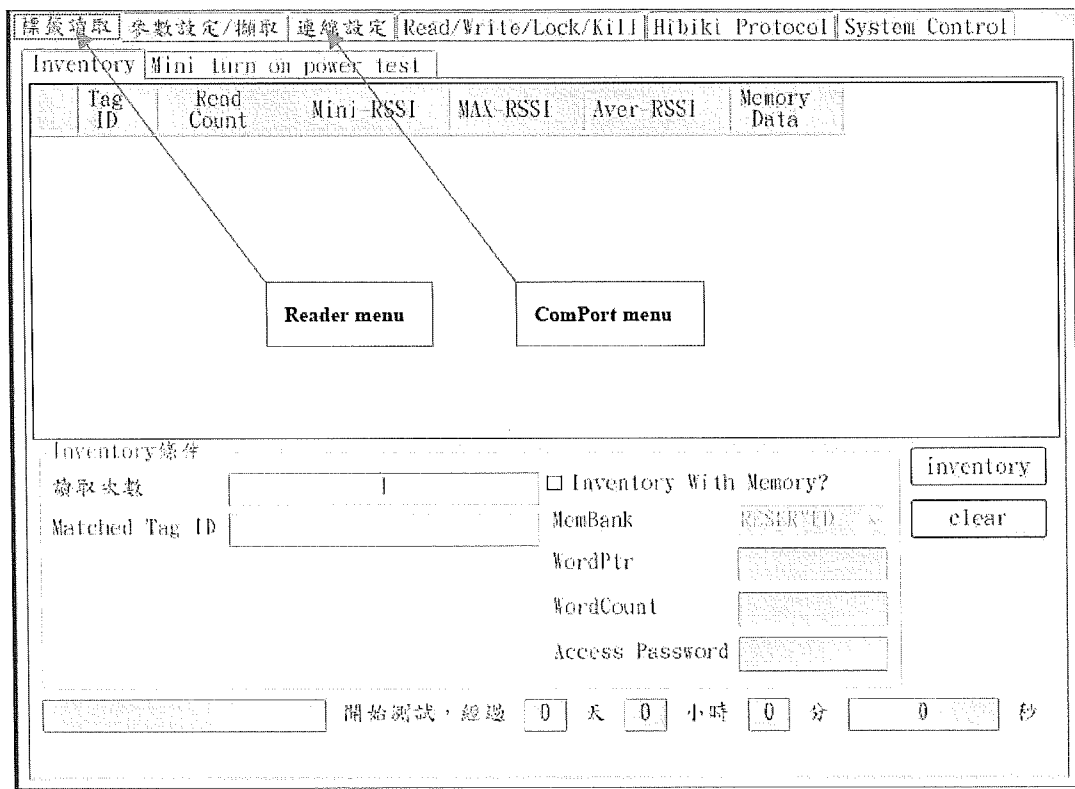 標籤讀取 參數設定/擷取 連線設定 Read/Write/Lock/Kill Hibiki Protocol System Control
Inventory Mini turn on power test
Tag ID Read Count Mini-RSSI MAX-RSSI Aver-RSSI Memory Data
Reader menu ComPort menu
Inventory條件
讀取次數 1 Inventory With Memory?
Matched Tag ID MemBank RESERVED
WordPtr
WordCount
Access Password
inventory
clear
開始測試，經過 0 天 0 小時 0 分 0 秒